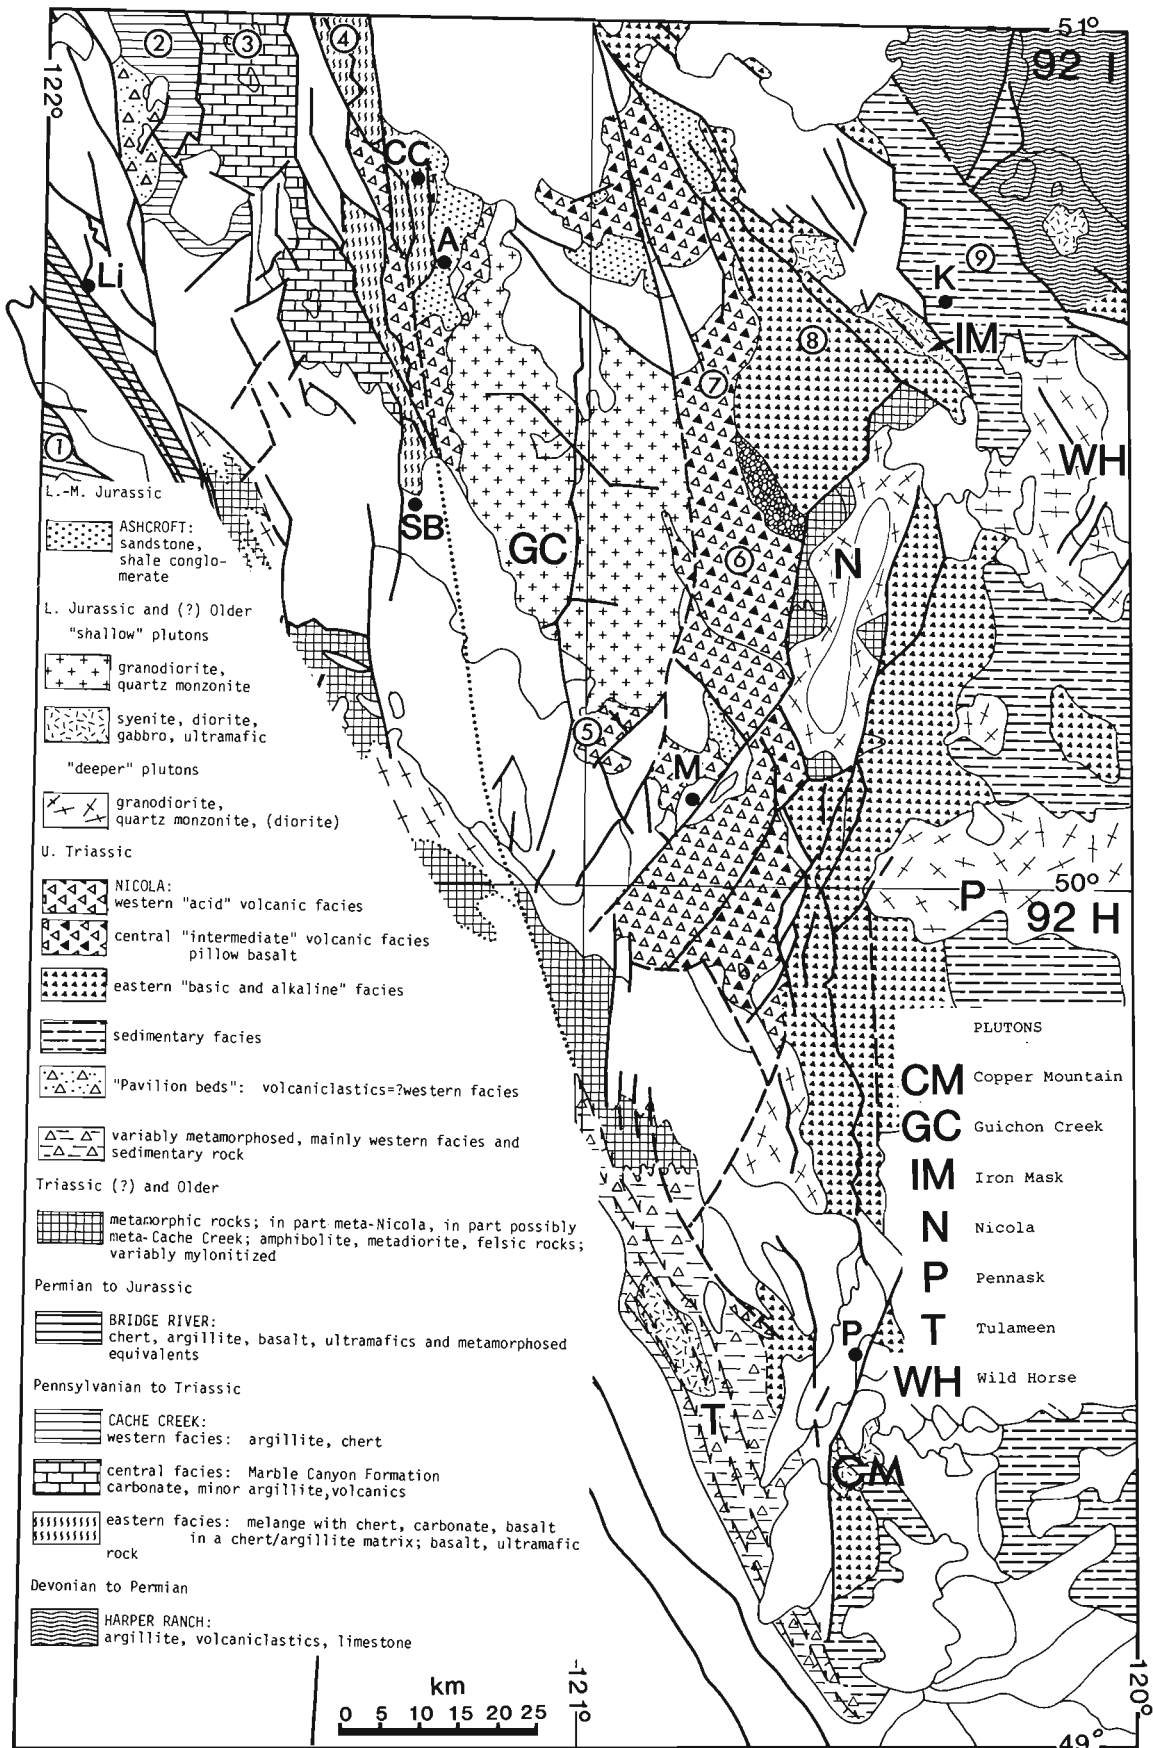 51°
92 I
122°
2
3
4
CC
A
Li
9
K
IM
8
7
1
WH
SB
GC
6
N
5
M
50°
P
92 H
L.-M. Jurassic
ASHCROFT:
sandstone,
shale conglo-
merate
L. Jurassic and (?) Older
"shallow" plutons
granodiorite,
quartz monzonite
syenite, diorite,
gabbro, ultramafic
"deeper" plutons
granodiorite,
quartz monzonite, (diorite)
U. Triassic
NICOLA:
western "acid" volcanic facies
central "intermediate" volcanic facies
pillow basalt
eastern "basic and alkaline" facies
sedimentary facies
"Pavilion beds": volcaniclastics=?western facies
variably metamorphosed, mainly western facies and
sedimentary rock
Triassic (?) and Older
metamorphic rocks; in part meta-Nicola, in part possibly
meta-Cache Creek; amphibolite, metadiorite, felsic rocks;
variably mylonitized
Permian to Jurassic
BRIDGE RIVER:
chert, argillite, basalt, ultramafics and metamorphosed
equivalents
Pennsylvanian to Triassic
CACHE CREEK:
western facies: argillite, chert
central facies: Marble Canyon Formation
carbonate, minor argillite,volcanics
eastern facies: melange with chert, carbonate, basalt
in a chert/argillite matrix; basalt, ultramafic
rock
Devonian to Permian
HARPER RANCH:
argillite, volcaniclastics, limestone
PLUTONS
CM Copper Mountain
GC Guichon Creek
IM Iron Mask
N Nicola
P Pennask
T Tulameen
WH Wild Horse
P
T
CM
km
0 5 10 15 20 25
121°
120°
49°